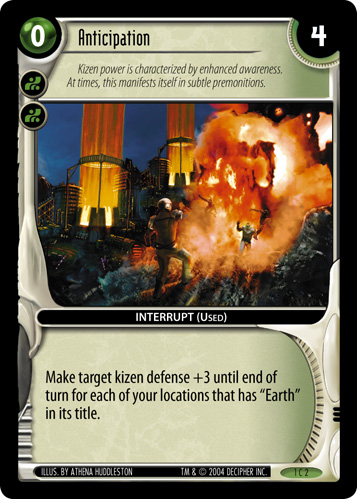 0 Anticipation 4
Kizen power is characterized by enhanced awareness.
At times, this manifests itself in subtle premonitions.
INTERRUPT (USED)
Make target kizen defense +3 until end of
turn for each of your locations that has “Earth”
in its title.
ILLUS. BY ATHENA HUDDLESTON TM & © 2004 DECIPHER INC. 1 C 2